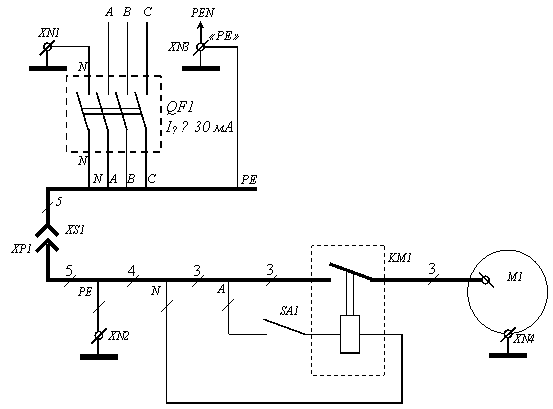 A B C PEN
XN1 XN3 «PE»
N
QF1
I?? 30 мА
N
N A B C PE
5
XS1
XP1
KM1
5 4 3 3 3
PE N A M1
SA1
XN2 XN4